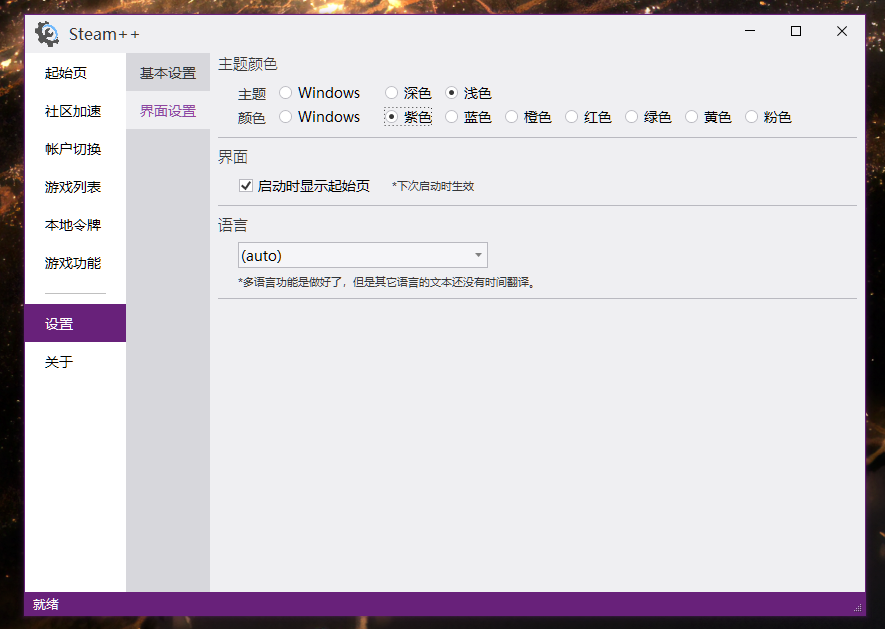 Steam++
起始页
社区加速
帐户切换
游戏列表
本地令牌
游戏功能
设置
关于
基本设置
界面设置
主题颜色
主题 Windows 深色 浅色
颜色 Windows 紫色 蓝色 橙色 红色 绿色 黄色 粉色
界面
启动时显示起始页 *下次启动时生效
语言
(auto)
*多语言功能是做好了，但是其它语言的文本还没有时间翻译。
就绪